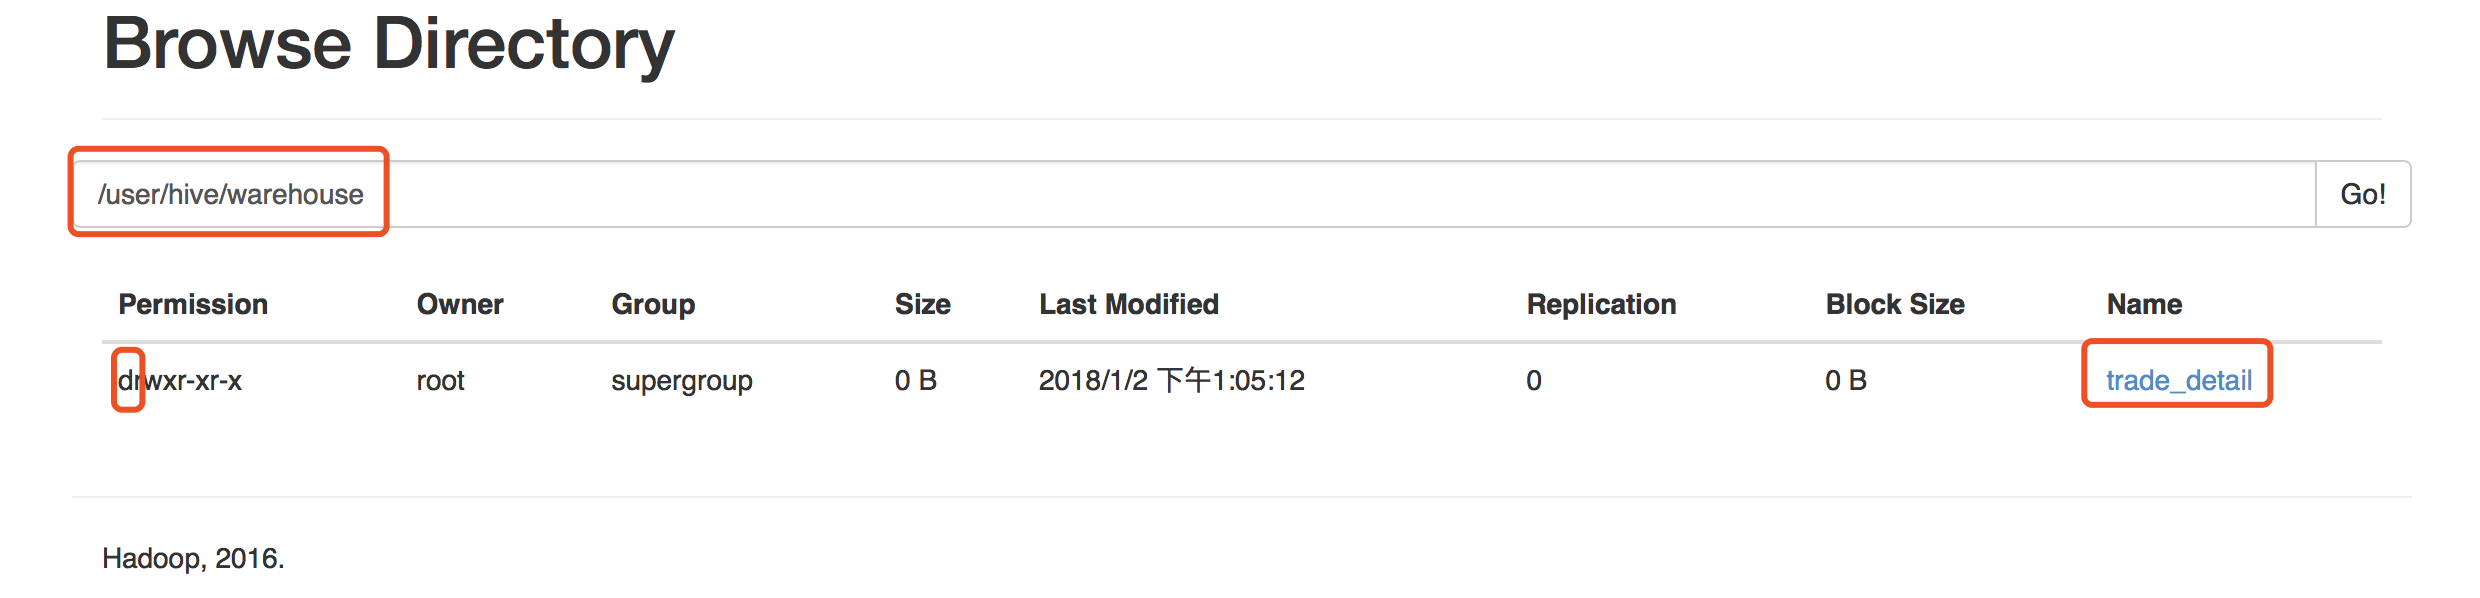 Browse Directory
/user/hive/warehouse Go!
Permission Owner Group Size Last Modified Replication Block Size Name
drwxr-xr-x root supergroup 0 B 2018/1/2 下午1:05:12 0 0 B trade_detail
Hadoop, 2016.